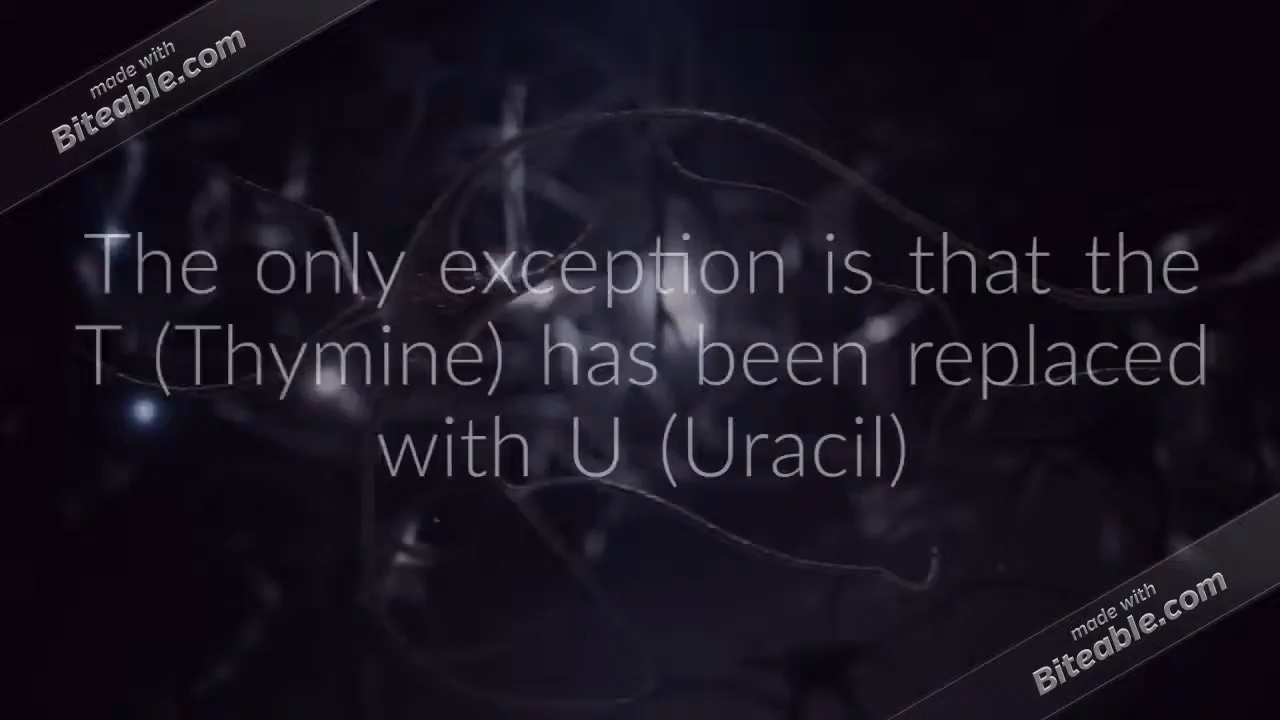 made with
Biteable.com
The only exception is that the
T (Thymine) has been replaced
with U (Uracil)
made with
Biteable.com